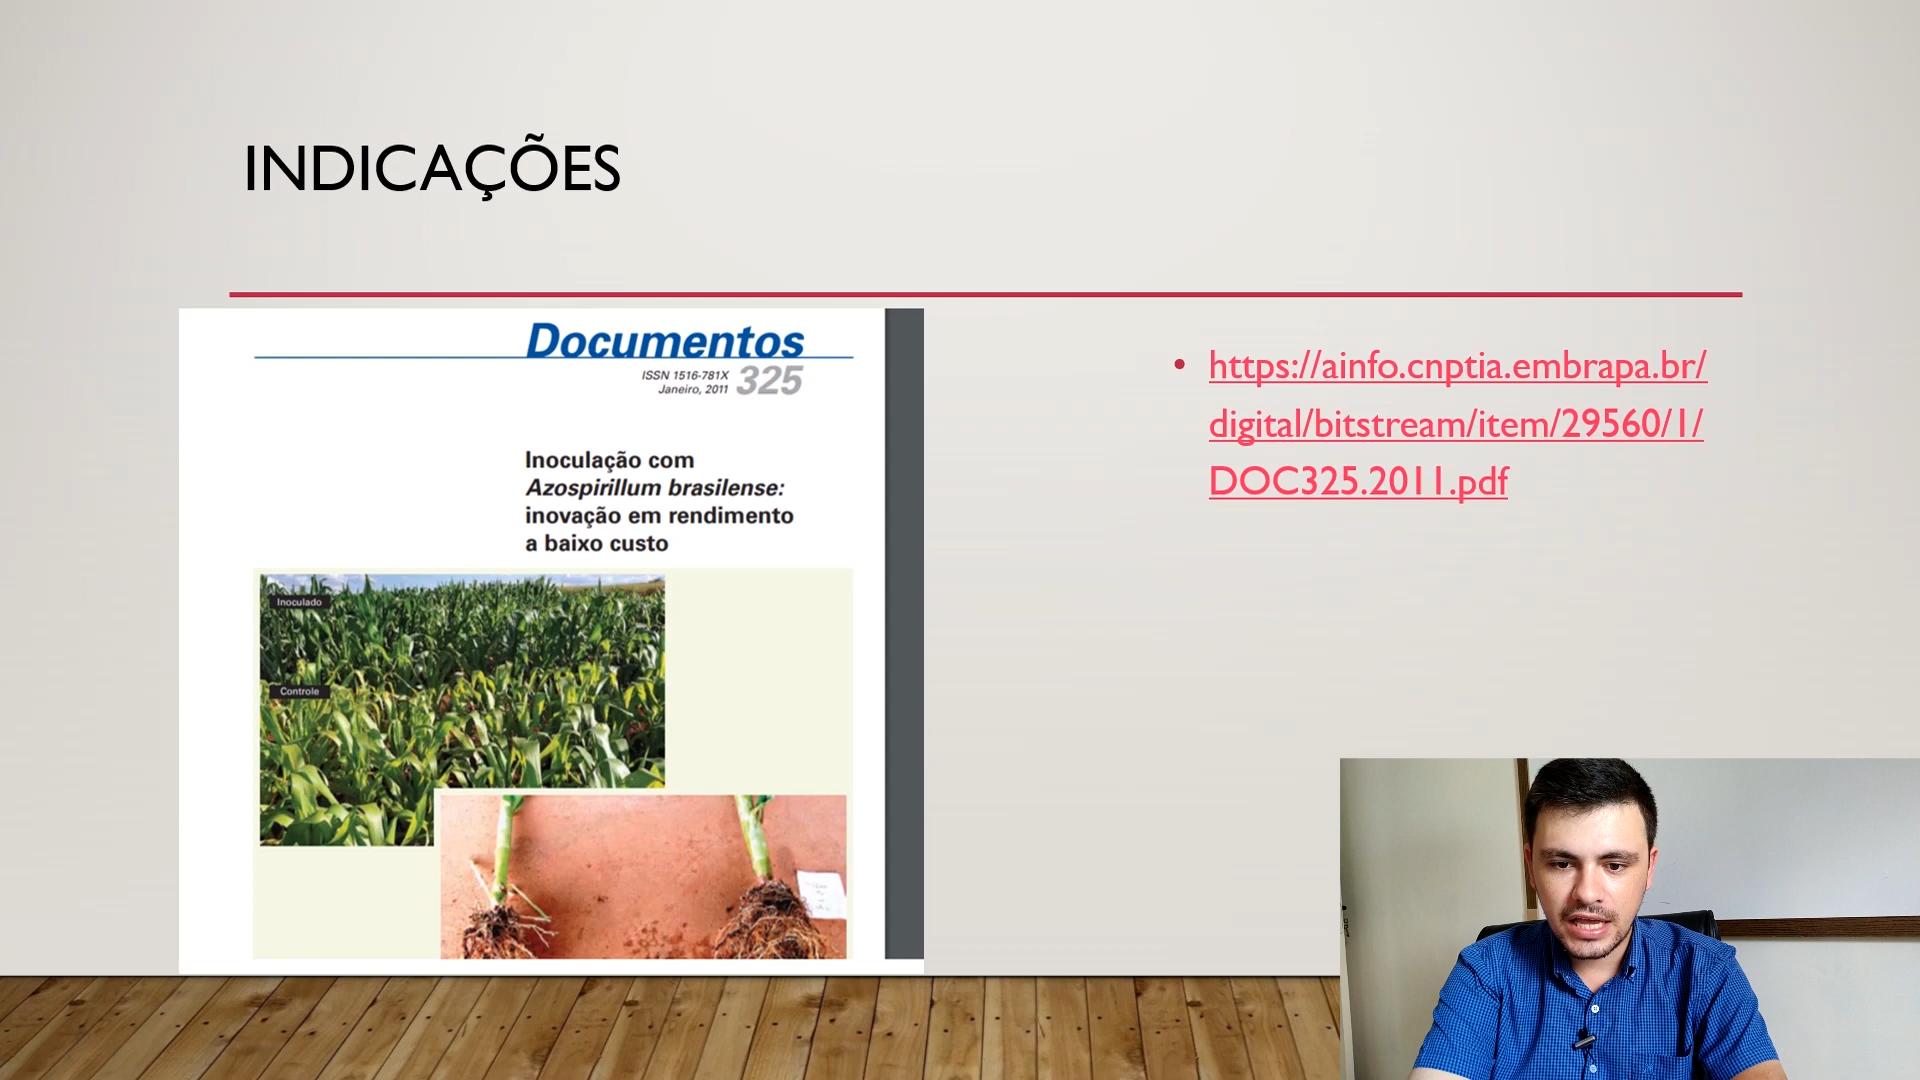 INDICAÇÕES
Documentos
ISSN 1516-781X
Janeiro, 2011
325
Inoculação com
Azospirillum brasilense:
inovação em rendimento
a baixo custo
Inoculado
Controle
https://ainfo.cnptia.embrapa.br/
digital/bitstream/item/29560/1/
DOC325.2011.pdf